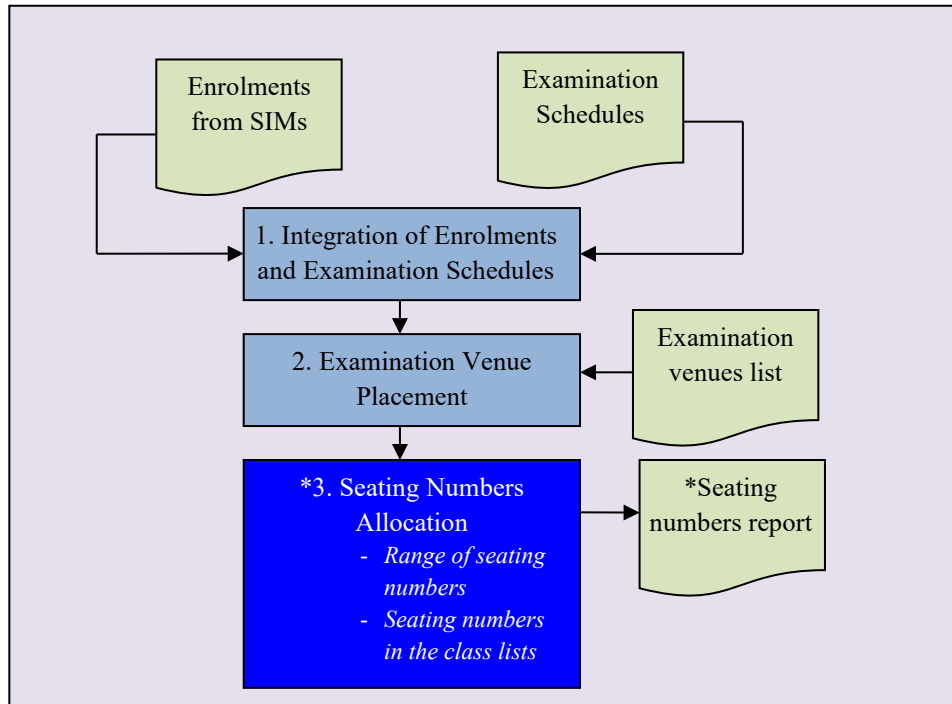 Enrolments
from SIMs
Examination
Schedules
1. Integration of Enrolments
and Examination Schedules
2. Examination Venue
Placement
Examination
venues list
*3. Seating Numbers
Allocation
- Range of seating
numbers
- Seating numbers
in the class lists
*Seating
numbers report